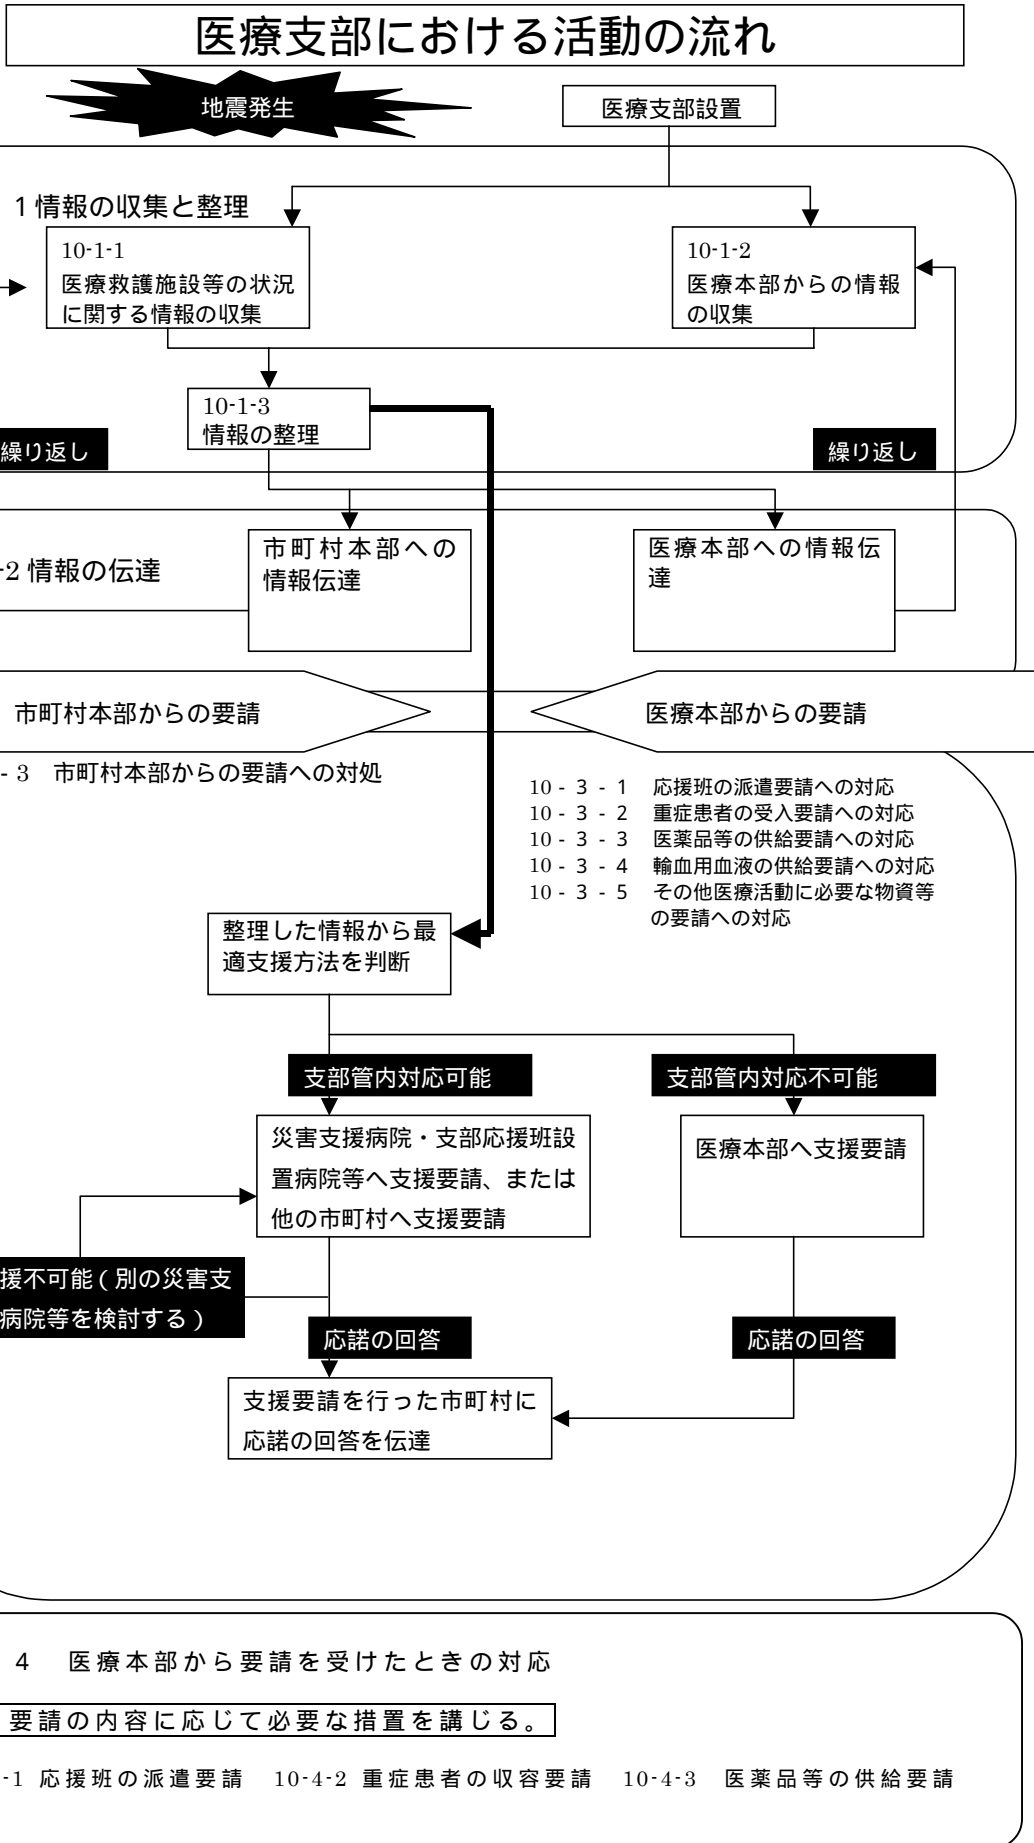 医療支部における活動の流れ
地震発生
医療支部設置
1情報の収集と整理
10-1-1
医療救護施設等の状況
に関する情報の収集
10-1-2
医療本部からの情報
の収集
10-1-3
情報の整理
繰り返し
繰り返し
市町村本部への
情報伝達
医療本部への情報伝
達
-2 情報の伝達
市町村本部からの要請
医療本部からの要請
- 3 市町村本部からの要請への対処
10 - 3 - 1 応援班の派遣要請への対応
10 - 3 - 2 重症患者の受入要請への対応
10 - 3 - 3 医薬品等の供給要請への対応
10 - 3 - 4 輸血用血液の供給要請への対応
10 - 3 - 5 その他医療活動に必要な物資等
の要請への対応
整理した情報から最
適支援方法を判断
支部管内対応可能
支部管内対応不可能
災害支援病院・支部応援班設
置病院等へ支援要請、または
他の市町村へ支援要請
医療本部へ支援要請
援不可能(別の災害支
病院等を検討する)
応諾の回答
応諾の回答
支援要請を行った市町村に
応諾の回答を伝達
4 医療本部から要請を受けたときの対応
要請の内容に応じて必要な措置を講じる。
-1 応援班の派遣要請 10-4-2 重症患者の収容要請 10-4-3 医薬品等の供給要請